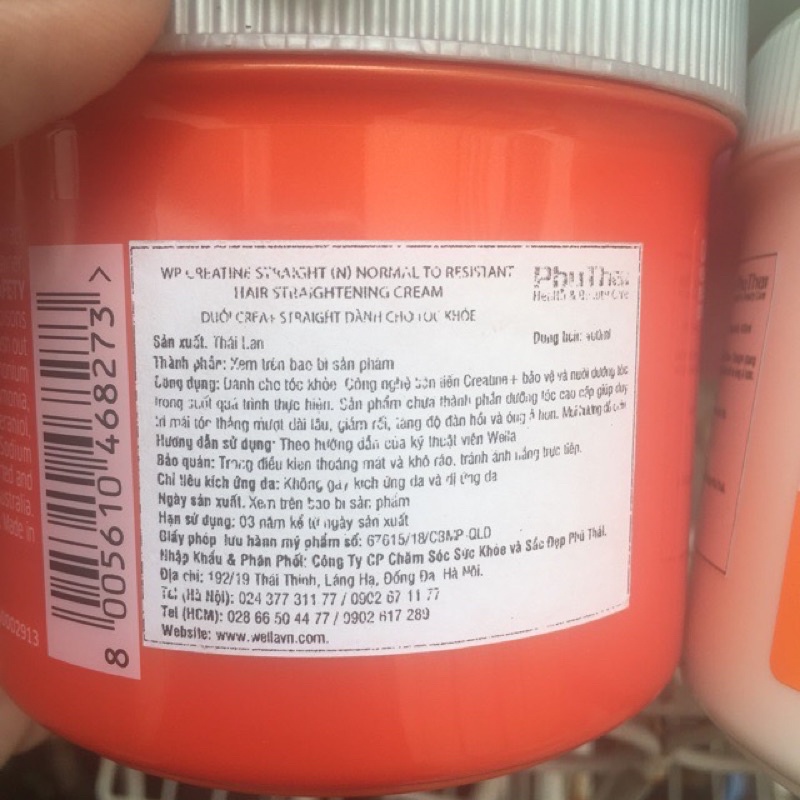 WP CREATINE STRAIGHT (N) NORMAL TO RESISTANT
HAIR STRAIGHTENING CREAM
PhuThai
Health & Beauty Care
DUỖI CREA+ STRAIGHT DÀNH CHO TÓC KHỎE
Sản xuất: Thái Lan
Dung tích: 400ml
Thành phần: Xem trên bao bì sản phẩm
Công dụng: Dành cho tóc khỏe. Công nghệ tiên tiến Creatine+ bảo vệ và nuôi dưỡng tóc
trong suốt quá trình thực hiện. Sản phẩm chưa thành phần dưỡng tóc cao cấp giúp duy
trì mái tóc thẳng mượt dài lâu, giảm rối, tăng độ đàn hồi và óng ả hơn.
Hướng dẫn sử dụng: Theo hướng dẫn của kỹ thuật viên Wella
Bảo quản: Trong điều kiện thoáng mát và khô ráo, tránh ánh nắng trực tiếp.
Chỉ tiêu kích ứng da: Không gây kích ứng da và dị ứng da
Ngày sản xuất: Xem trên bao bì sản phẩm
Hạn sử dụng: 03 năm kể từ ngày sản xuất
Giấy phép lưu hành mỹ phẩm số: 67615/18/CBMP-QLD
Nhập Khẩu & Phân Phối: Công Ty CP Chăm Sóc Sức Khỏe và Sắc Đẹp Phú Thái.
Địa chỉ: 192/19 Thái Thịnh, Láng Hạ, Đống Đa Hà Nội.
Tel (Hà Nội): 024 377 311 77 / 0902 67 11 77
Tel (HCM): 028 66 50 44 77 / 0902 617 289
Website: www.wellavn.com.
8 005610 468273 >